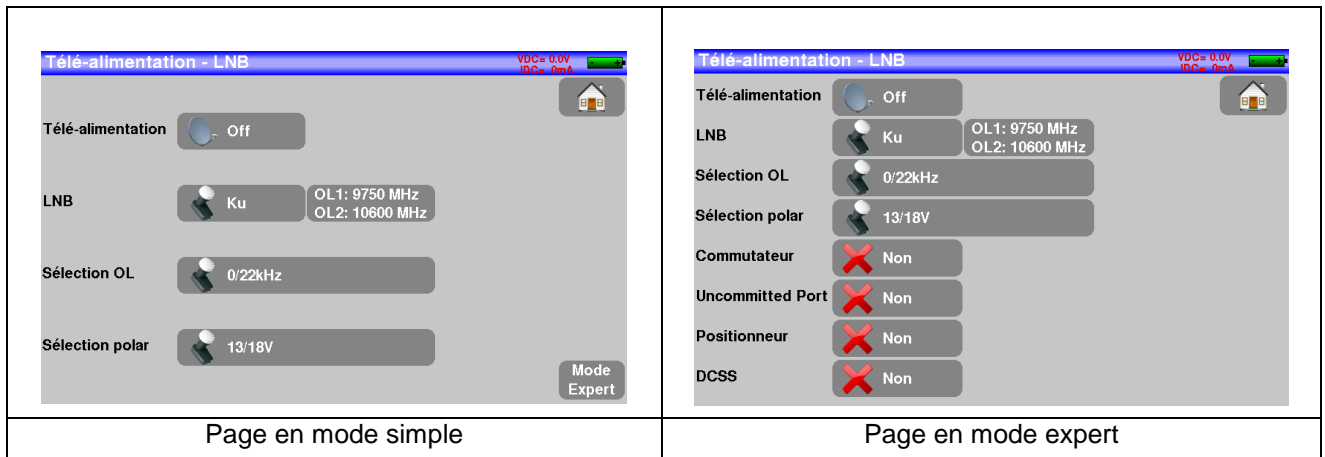 Télé-alimentation - LNB
VDC= 0.0V
IDC= 0mA
Télé-alimentation
Off
LNB
Ku
OL1: 9750 MHz
OL2: 10600 MHz
Sélection OL
0/22kHz
Sélection polar
13/18V
Mode
Expert
Page en mode simple
Télé-alimentation - LNB
VDC= 0.0V
IDC= 0mA
Télé-alimentation
Off
LNB
Ku
OL1: 9750 MHz
OL2: 10600 MHz
Sélection OL
0/22kHz
Sélection polar
13/18V
Commutateur
Non
Uncommitted Port
Non
Positionneur
Non
DCSS
Non
Page en mode expert